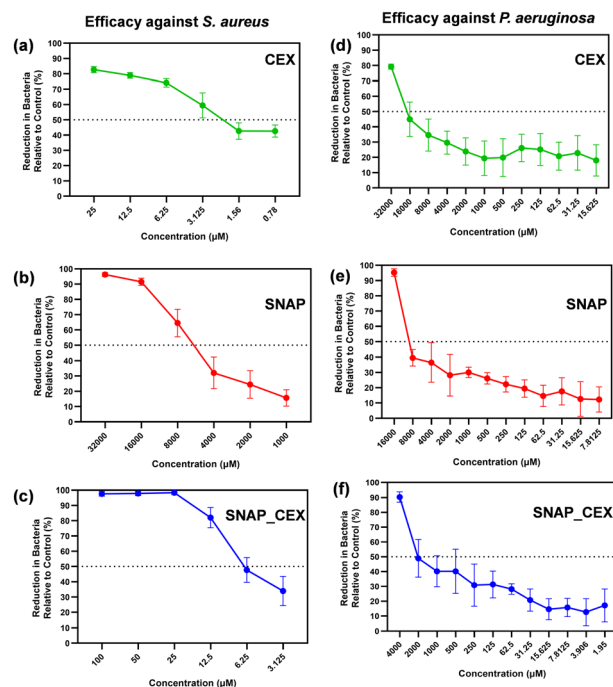 Efficacy against S. aureus
Efficacy against P. aeruginosa
(a)
CEX
Reduction in Bacteria
Relative to Control (%)
100
90
80
70
60
50
40
30
20
10
0
25 12.5 6.25 3.125 1.56 0.78
Concentration (µM)
(d)
CEX
Reduction in Bacteria
Relative to Control (%)
100
90
80
70
60
50
40
30
20
10
0
32000 16000 8000 4000 2000 1000 500 250 125 62.5 31.25 15.625
Concentration (µM)
(b)
SNAP
Reduction in Bacteria
Relative to Control (%)
100
90
80
70
60
50
40
30
20
10
0
32000 16000 8000 4000 2000 1000
Concentration (µM)
(e)
SNAP
Reduction in Bacteria
Relative to Control (%)
100
90
80
70
60
50
40
30
20
10
0
16000 8000 4000 2000 1000 500 250 125 62.5 31.25 15.625 7.8125
Concentration (µM)
(c)
SNAP_CEX
Reduction in Bacteria
Relative to Control (%)
100
90
80
70
60
50
40
30
20
10
0
100 50 25 12.5 6.25 3.125
Concentration (µM)
(f)
SNAP_CEX
Reduction in Bacteria
Relative to Control (%)
100
90
80
70
60
50
40
30
20
10
0
4000 2000 1000 500 250 125 62.5 31.25 15.625 7.8125 3.906 1.95
Concentration (µM)